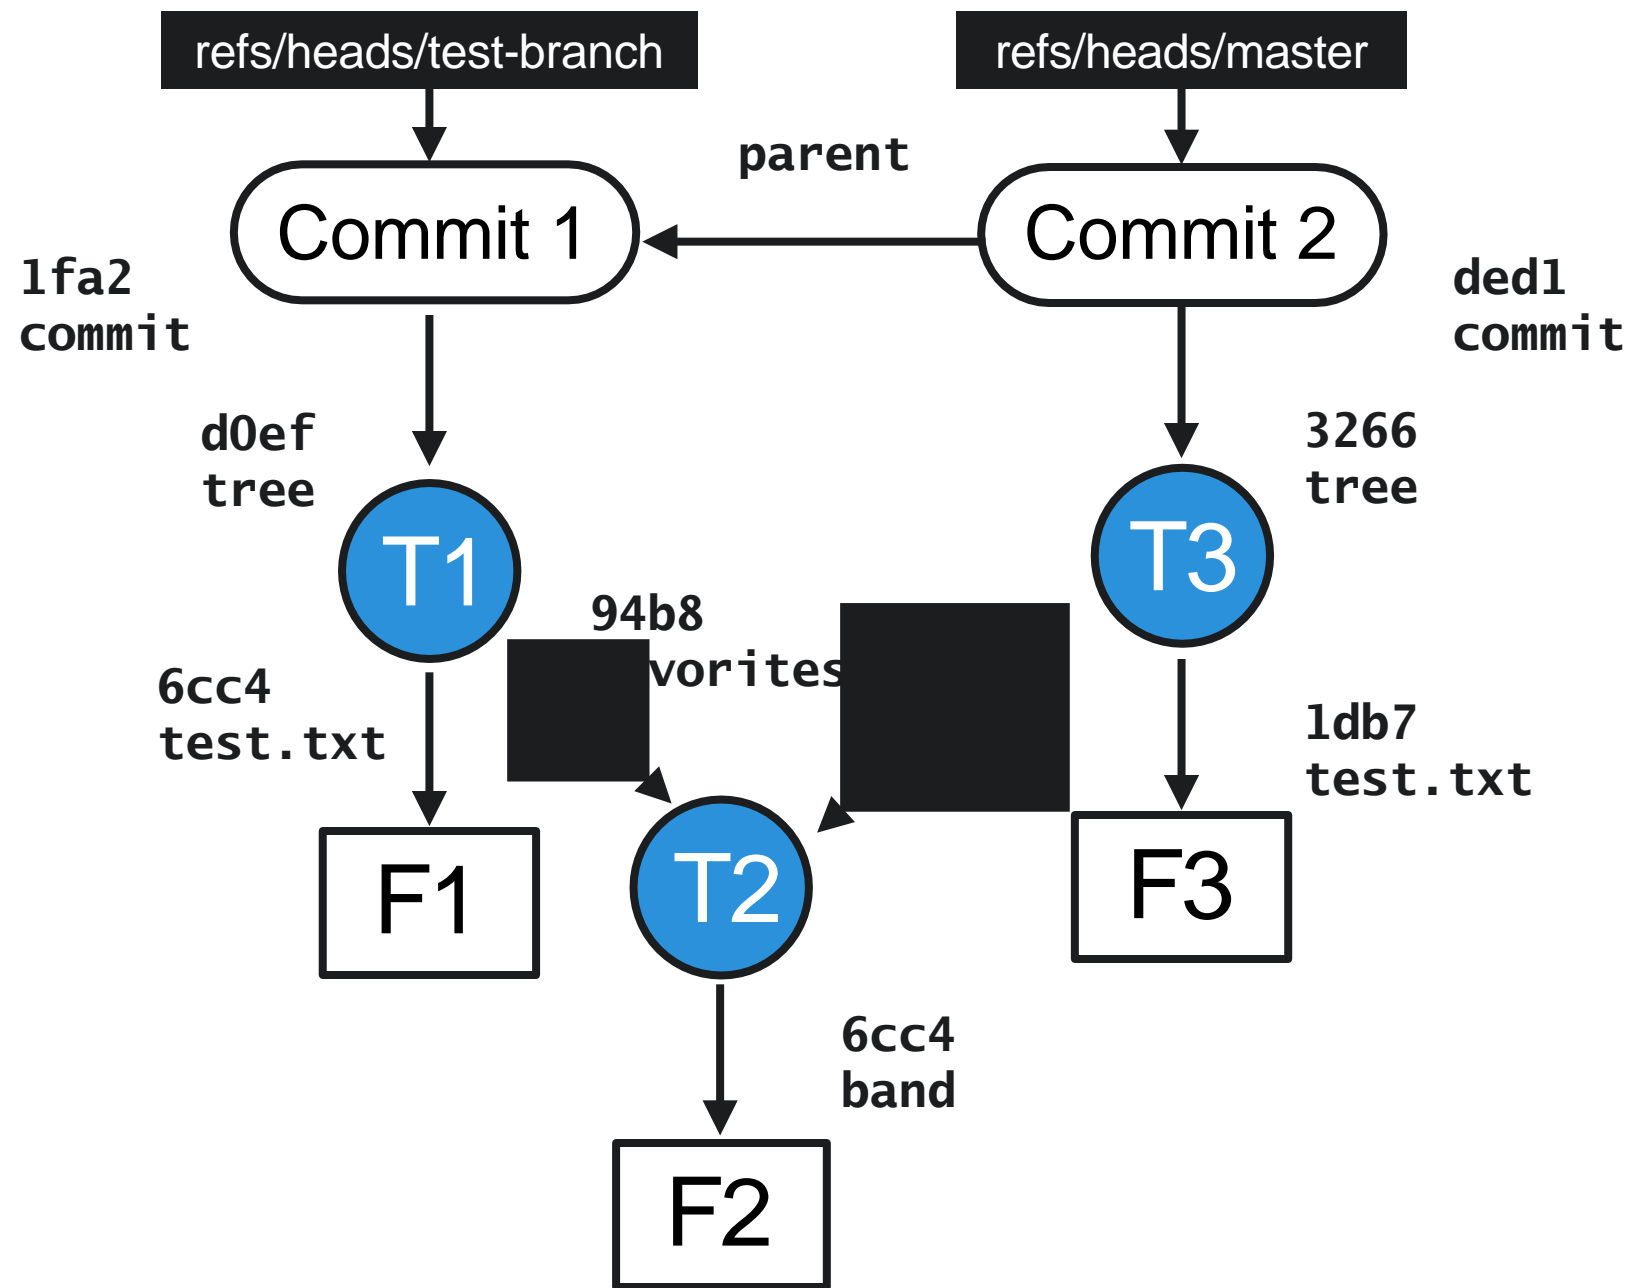 refs/heads/test-branch
refs/heads/master
parent
Commit 1
Commit 2
1fa2
commit
ded1
commit
dOef
tree
3266
tree
T1
T3
94b8
vorites
6cc4
test.txt
1db7
test.txt
F1
T2
F3
6cc4
band
F2